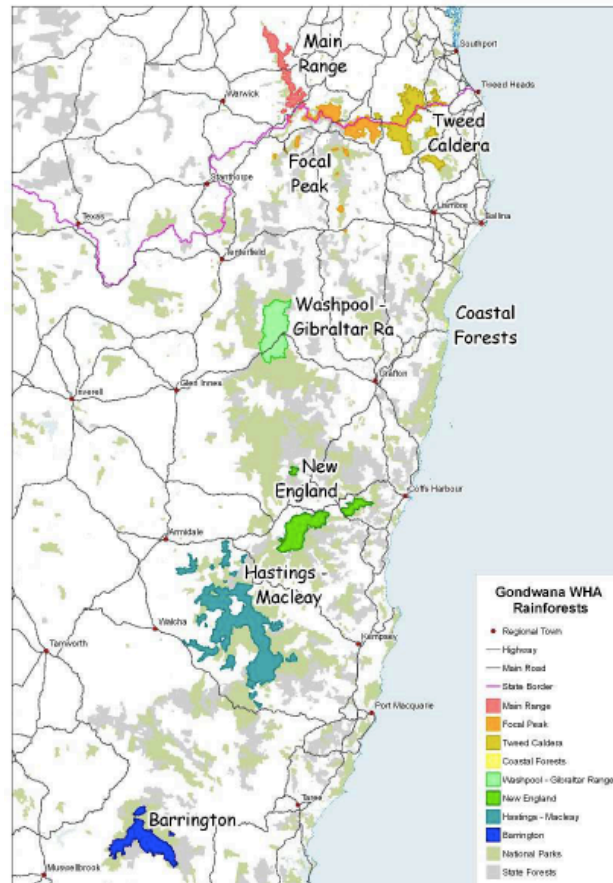 Main
Range
Southport
Tweed Heads
Warwick
Tweed
Caldera
Focal
Peak
Stanthorpe
Texas
Lismore
Ballina
Tenterfield
Washpool -
Gibraltar Ra
Coastal
Forests
Grafton
Glen Innes
Inverell
New
England
Coffs Harbour
Armidale
Hastings -
Macleay
Walcha
Tamworth
Kempsey
Port Macquarie
Taree
Barrington
Muswellbrook
Gondwana WHA
Rainforests
Regional Town
Highway
Main Road
State Border
Main Range
Focal Peak
Tweed Caldera
Coastal Forests
Washpool - Gibraltar Range
New England
Hastings - Macleay
Barrington
National Parks
State Forests